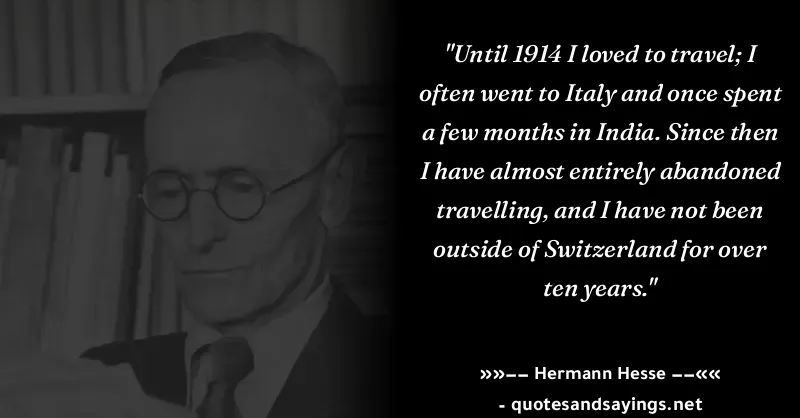 "Until 1914 I loved to travel; I
often went to Italy and once spent
a few months in India. Since then
I have almost entirely abandoned
travelling, and I have not been
outside of Switzerland for over
ten years."
»»–– Hermann Hesse ––««
- quotesandsayings.net